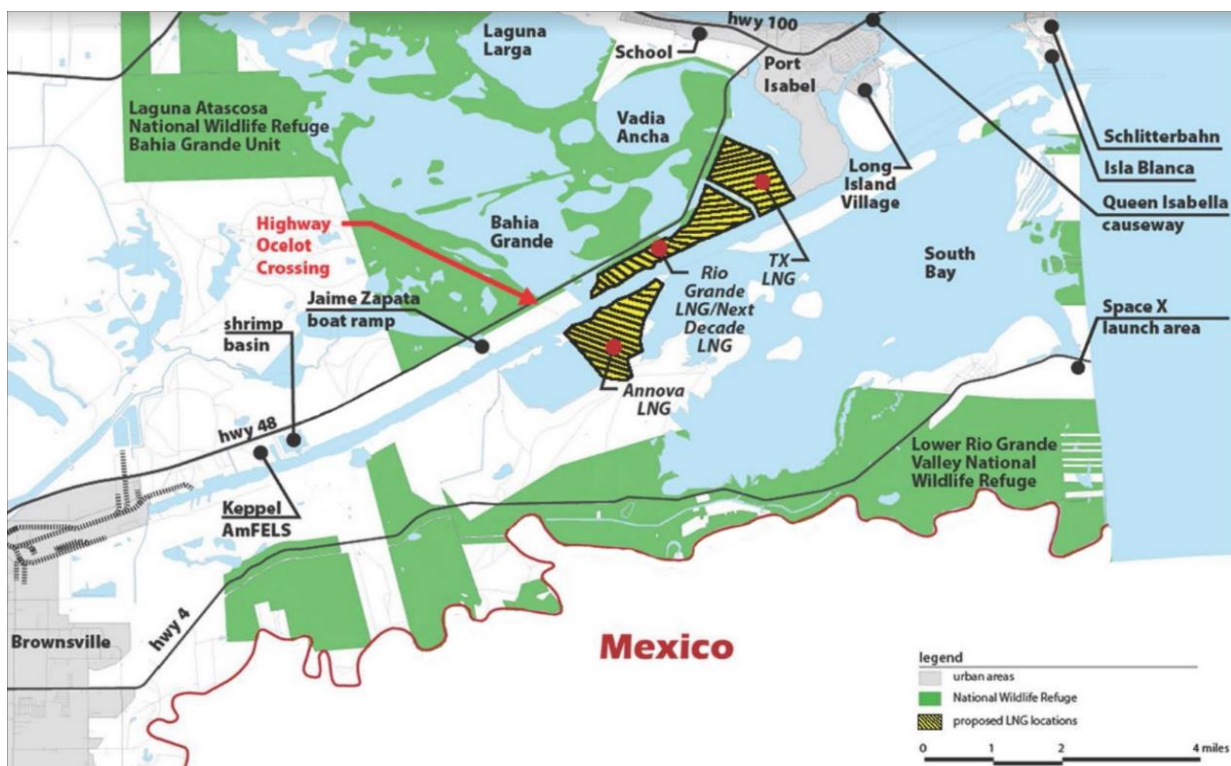 hwy 100
Laguna
Larga
School
Port
Isabel
Laguna Atascosa
National Wildlife Refuge
Bahia Grande Unit
Vadia
Ancha
Schlitterbahn
Isla Blanca
Queen Isabella
causeway
Long
Island
Village
Highway
Ocelot
Crossing
Bahia
Grande
South
Bay
TX
LNG
Rio
Grande
LNG/Next
Decade
LNG
Jaime Zapata
boat ramp
Space X
launch area
shrimp
basin
Annova
LNG
hwy 48
Lower Rio Grande
Valley National
Wildlife Refuge
Keppel
AmFELS
hwy 4
Brownsville
Mexico
legend
urban areas
National Wildlife Refuge
proposed LNG locations
0 1 2 4 miles